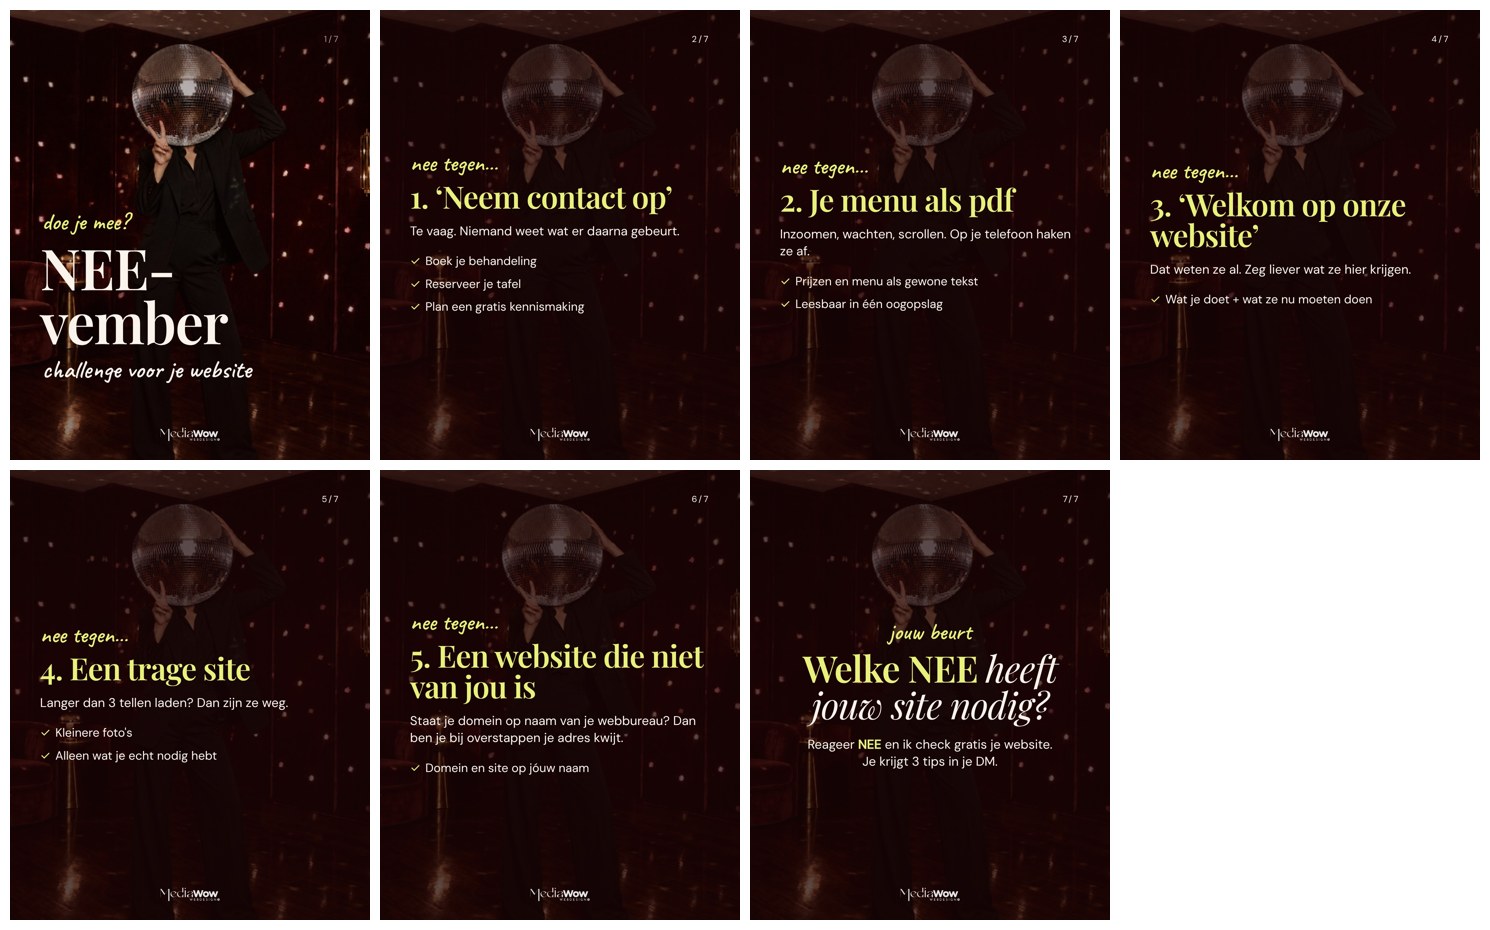 1/7
doe je mee?
NEE-
vember
challenge voor je website
MediaWow
WEBDESIGN
2/7
nee tegen...
1. ‘Neem contact op’
Te vaag. Niemand weet wat er daarna gebeurt.
✓ Boek je behandeling
✓ Reserveer je tafel
✓ Plan een gratis kennismaking
MediaWow
WEBDESIGN
3/7
nee tegen...
2. Je menu als pdf
Inzoomen, wachten, scrollen. Op je telefoon haken
ze af.
✓ Prijzen en menu als gewone tekst
✓ Leesbaar in één oogopslag
MediaWow
WEBDESIGN
4/7
nee tegen...
3. ‘Welkom op onze
website’
Dat weten ze al. Zeg liever wat ze hier krijgen.
✓ Wat je doet + wat ze nu moeten doen
MediaWow
WEBDESIGN
5/7
nee tegen...
4. Een trage site
Langer dan 3 tellen laden? Dan zijn ze weg.
✓ Kleinere foto's
✓ Alleen wat je echt nodig hebt
MediaWow
WEBDESIGN
6/7
nee tegen...
5. Een website die niet
van jou is
Staat je domein op naam van je webbureau? Dan
ben je bij overstappen je adres kwijt.
✓ Domein en site op jóuw naam
MediaWow
WEBDESIGN
7/7
jouw beurt
Welke NEE heeft
jouw site nodig?
Reageer NEE en ik check gratis je website.
Je krijgt 3 tips in je DM.
MediaWow
WEBDESIGN